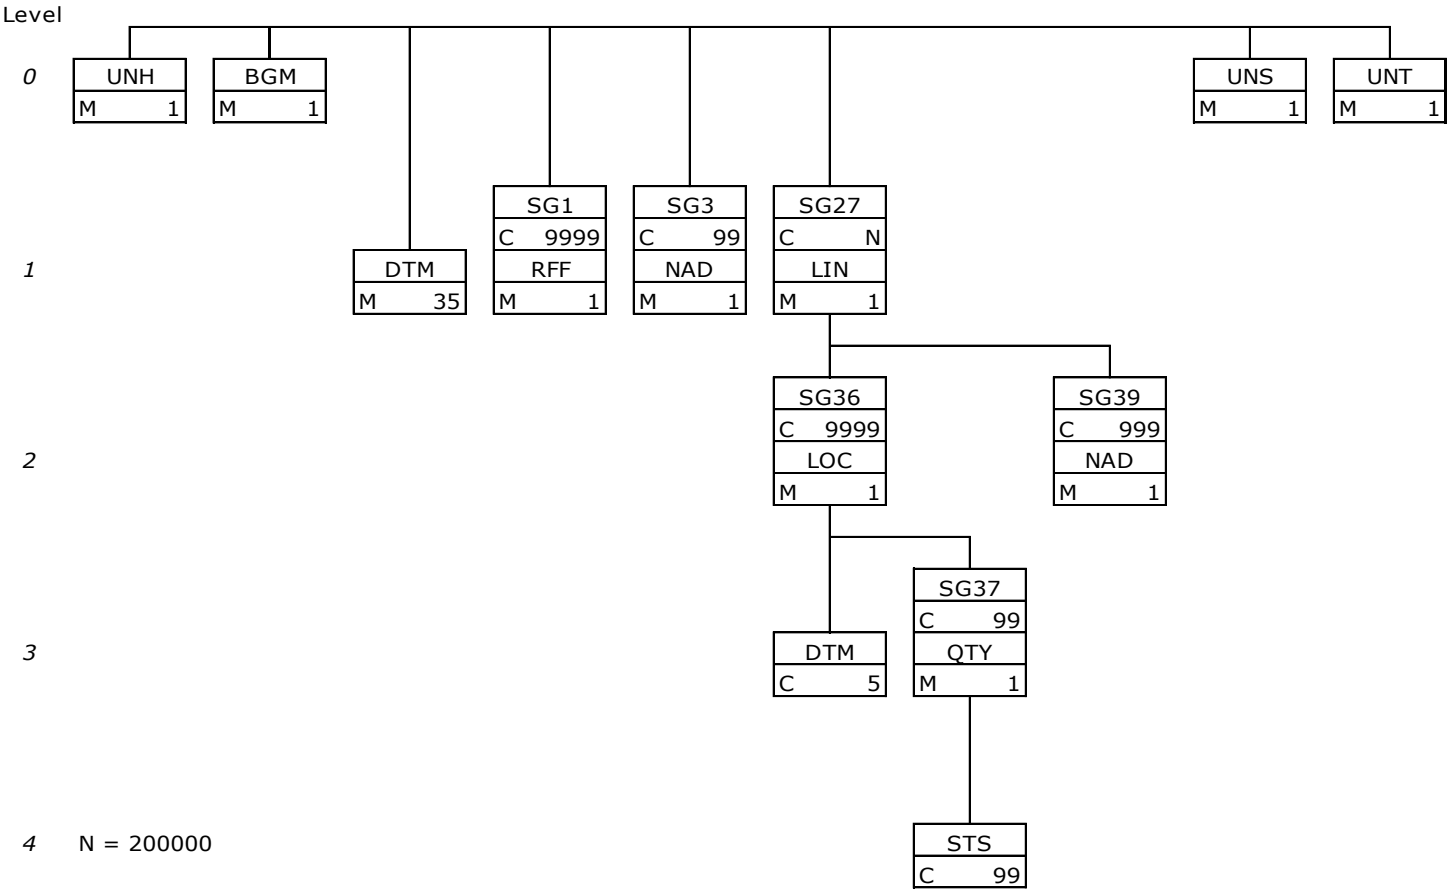 Level
0 UNH BGM UNS UNT
M 1 M 1 M 1 M 1
SG1 SG3 SG27
C 9999 C 99 C N
1 DTM RFF NAD LIN
M 35 M 1 M 1 M 1
SG36 SG39
C 9999 C 999
2 LOC NAD
M 1 M 1
SG37
C 99
3 DTM QTY
C 5 M 1
4 N = 200000 STS
C 99